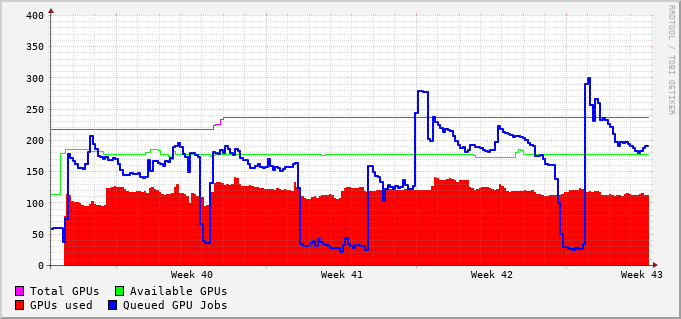 400
350
300
250
200
150
100
50
0
Week 40 Week 41 Week 42 Week 43
Total GPUs Available GPUs
GPUs used Queued GPU Jobs
RRDTOOL / TOBI OETIKER